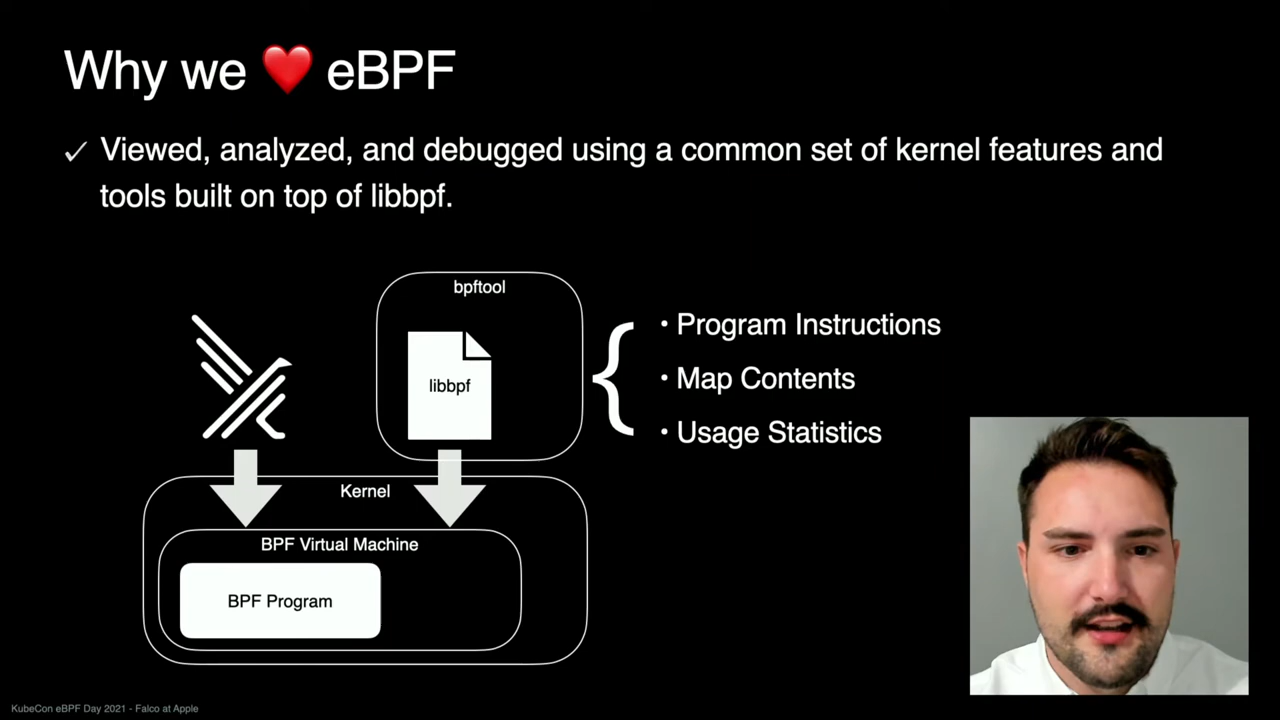 Why we ❤️ eBPF
✓ Viewed, analyzed, and debugged using a common set of kernel features and
tools built on top of libbpf.
bpftool
libbpf
• Program Instructions
• Map Contents
• Usage Statistics
Kernel
BPF Virtual Machine
BPF Program
KubeCon eBPF Day 2021 - Falco at Apple